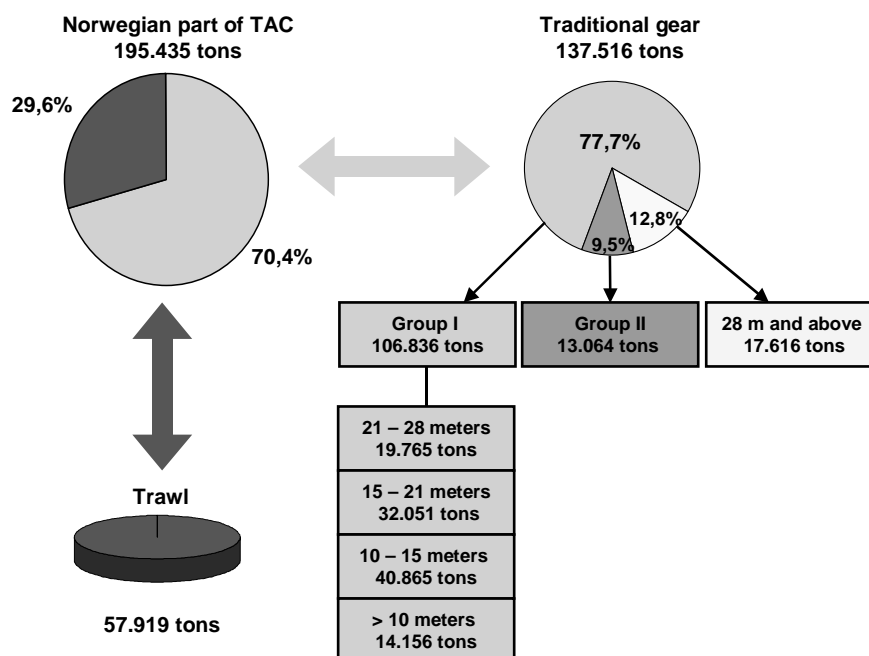 Norwegian part of TAC
195.435 tons
29,6%
70,4%
Traditional gear
137.516 tons
77,7%
12,8%
9,5%
Group I
106.836 tons
Group II
13.064 tons
28 m and above
17.616 tons
21 – 28 meters
19.765 tons
15 – 21 meters
32.051 tons
10 – 15 meters
40.865 tons
> 10 meters
14.156 tons
Trawl
57.919 tons